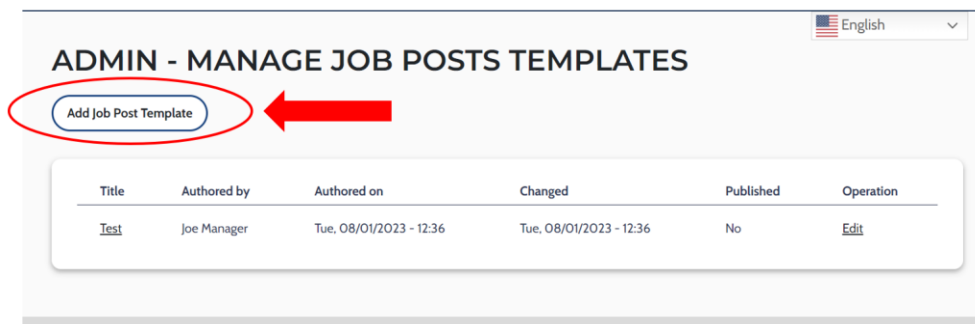 English
ADMIN - MANAGE JOB POSTS TEMPLATES
Add Job Post Template
Title Authored by Authored on Changed Published Operation
Test Joe Manager Tue, 08/01/2023 - 12:36 Tue, 08/01/2023 - 12:36 No Edit